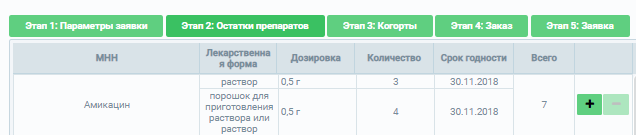 Этап 1: Параметры заявки Этап 2: Остатки препаратов Этап 3: Когорты Этап 4: Заказ Этап 5: Заявка
МНН Лекарственна Дозировка Количество Срок годности Всего
я форма
раствор 0,5 г 3 30.11.2018
Амикацин порошок для приготовления раствора или раствор 0,5 г 4 30.11.2018 7 + −